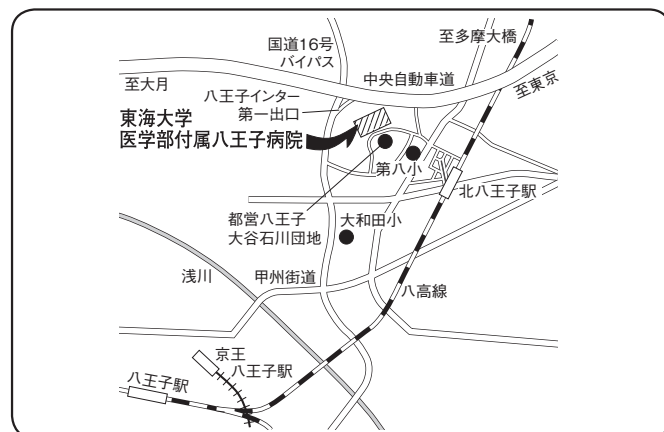 国道16号
バイパス
至多摩大橋
中央自動車道
至大月
至東京
八王子インター
第一出口
東海大学
医学部付属八王子病院
第八小
北八王子駅
都営八王子
大谷石川団地
大和田小
浅川
甲州街道
八高線
京王
八王子駅
八王子駅